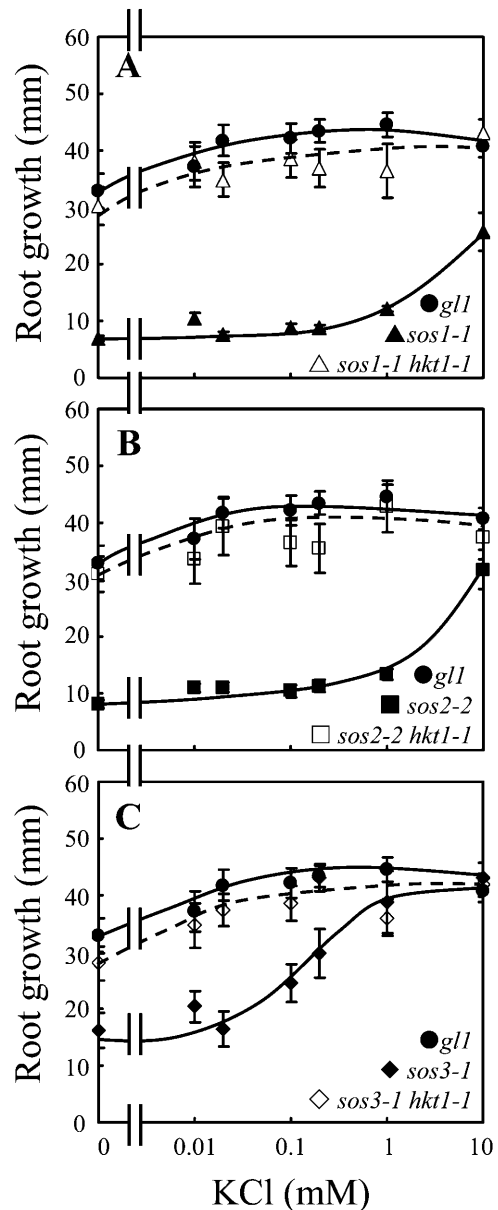 A
Root growth (mm)
60
50
40
30
20
10
0
gl1
sos1-1
sos1-1 hkt1-1
B
Root growth (mm)
60
50
40
30
20
10
0
gl1
sos2-2
sos2-2 hkt1-1
C
Root growth (mm)
60
50
40
30
20
10
0
gl1
sos3-1
sos3-1 hkt1-1
0 0.01 0.1 1 10
KCl (mM)